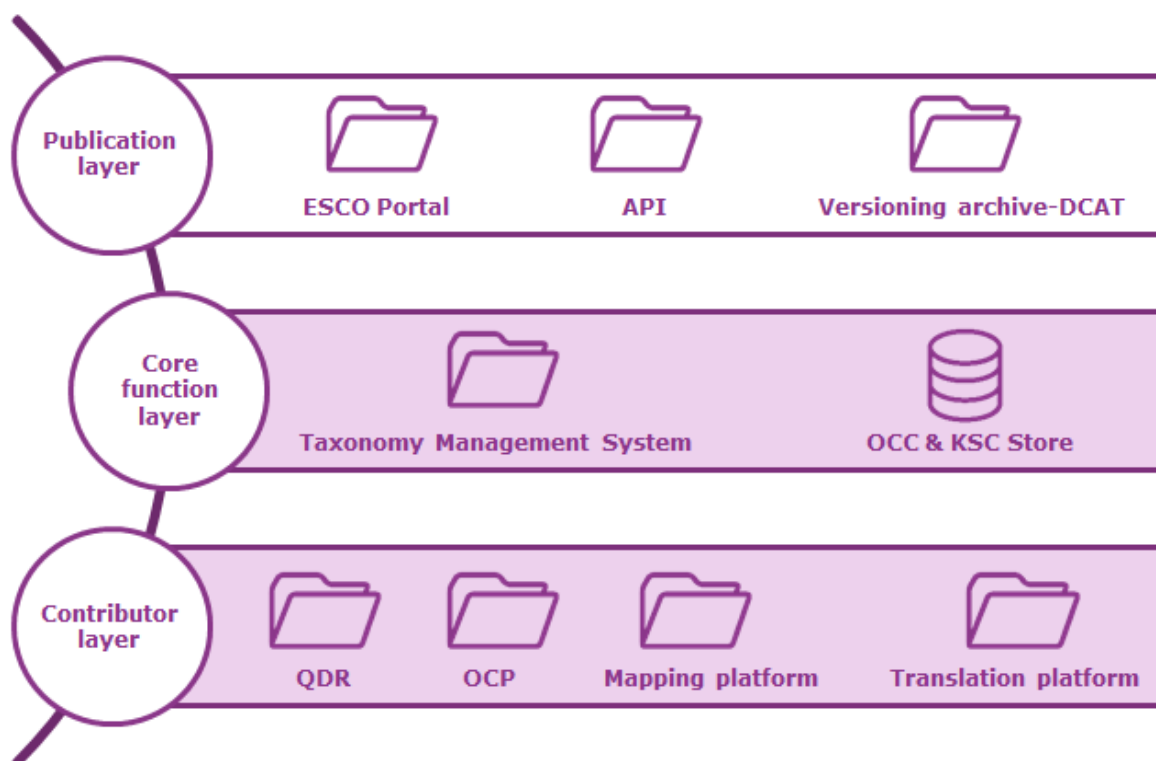 Publication
layer
ESCO Portal
API
Versioning archive-DCAT
Core
function
layer
Taxonomy Management System
OCC & KSC Store
Contributor
layer
QDR
OCP
Mapping platform
Translation platform